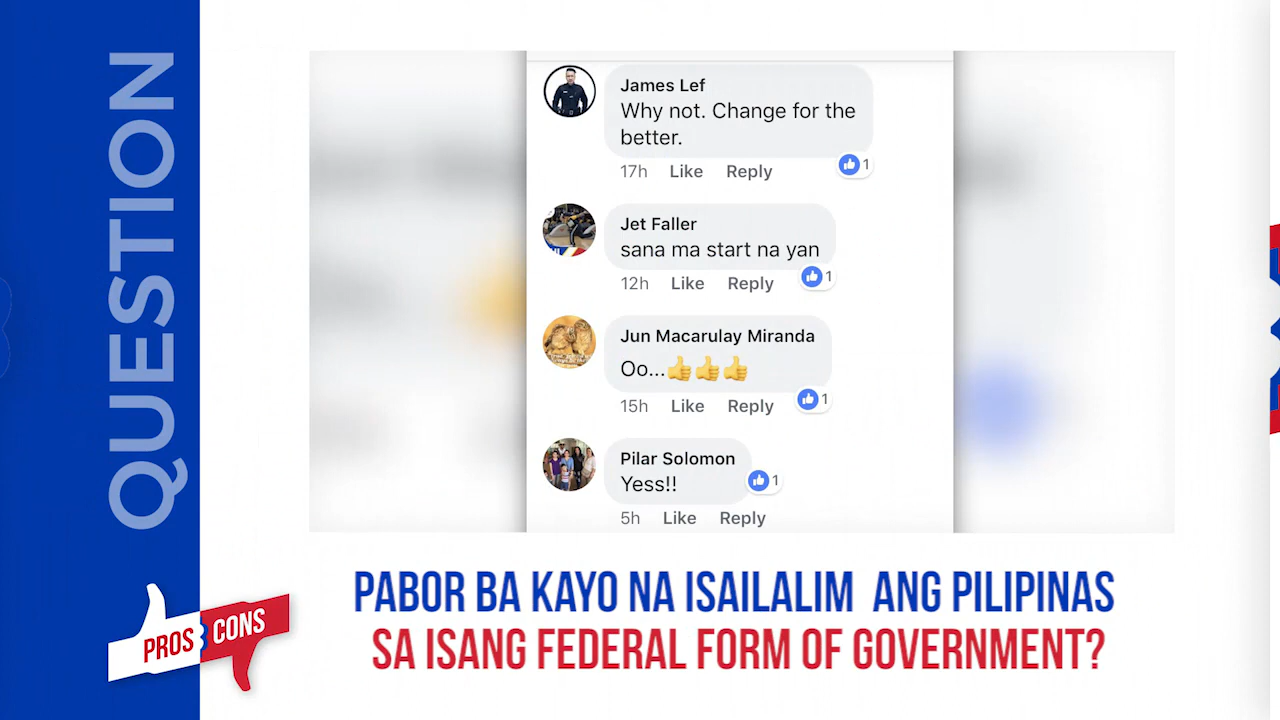 QUESTION
James Lef
Why not. Change for the
better.
17h Like Reply 1
Jet Faller
sana ma start na yan
12h Like Reply 1
Jun Macarulay Miranda
Oo...👍👍👍
15h Like Reply 1
Pilar Solomon
Yess!! 1
5h Like Reply
PABOR BA KAYO NA ISAILALIM ANG PILIPINAS
SA ISANG FEDERAL FORM OF GOVERNMENT?
PROS CONS